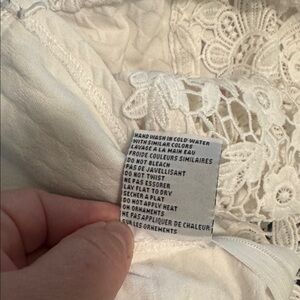 HAND WASH IN COLD WATER
WITH SIMILAR COLORS
LAVAGE A LA MAIN EAU
FROIDE COULEURS SIMILAIRES
DO NOT BLEACH
PAS DE JAVELLISANT
DO NOT TWIST
NE PAS ESSORER
LAY FLAT TO DRY
SECHER A PLAT
DO NOT APPLY HEAT
ON ORNAMENTS
NE PAS APPLIQUER DE CHALEUR
SUR LES ORNEMENTS